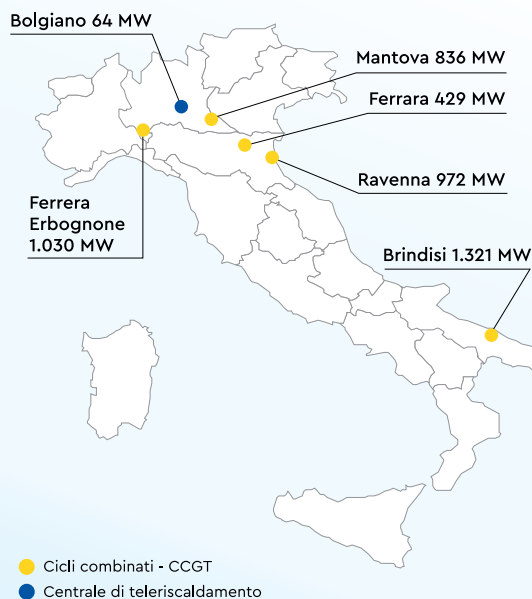 Bolgiano 64 MW
Mantova 836 MW
Ferrara 429 MW
Ravenna 972 MW
Ferrera
Erbognone
1.030 MW
Brindisi 1.321 MW
Cicli combinati - CCGT
Centrale di teleriscaldamento